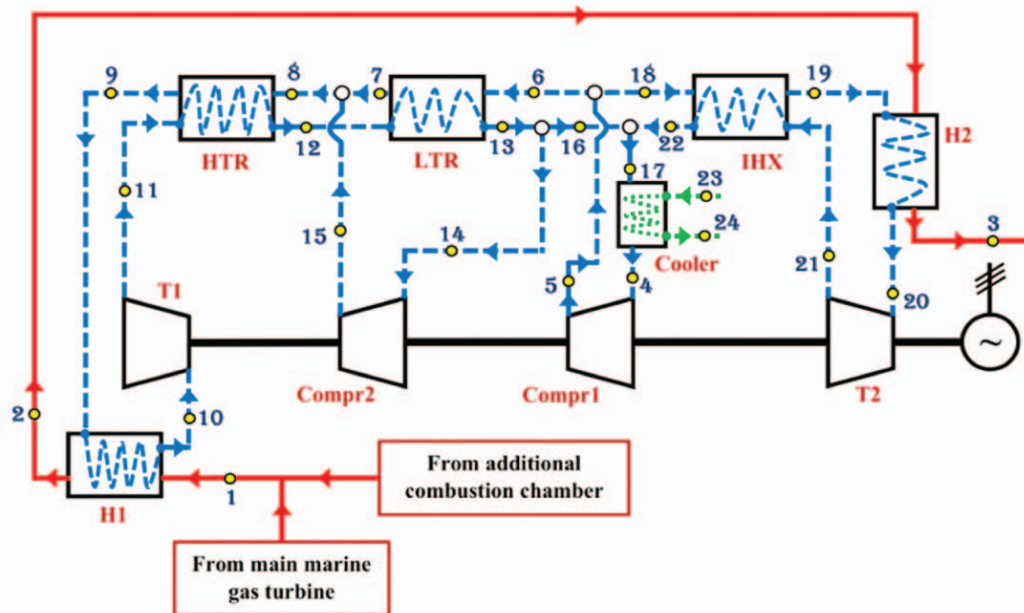 9
8
7
6
18
19
HTR
12
LTR
13
16
22
IHX
H2
11
17
23
15
14
24
3
Cooler
21
T1
5
4
20
~
Compr2
Compr1
T2
2
10
From additional
combustion chamber
1
H1
From main marine
gas turbine